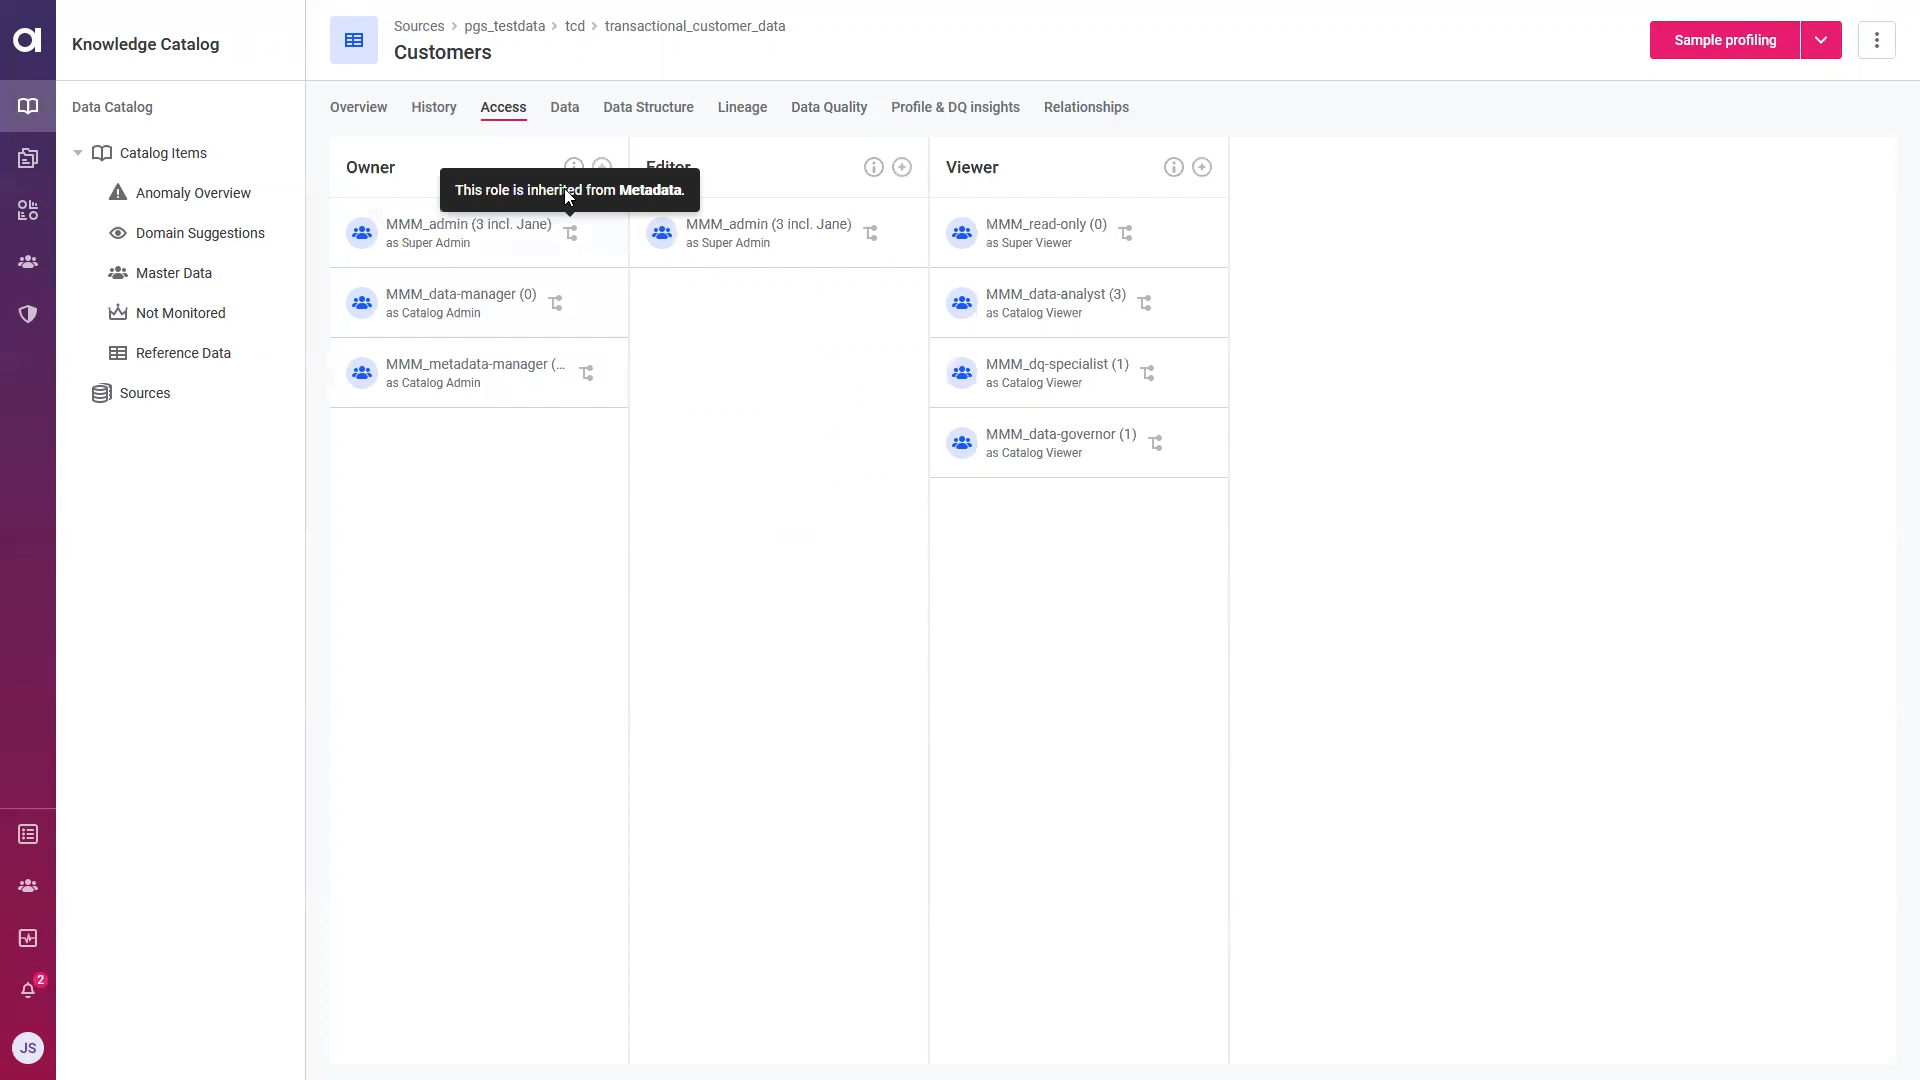 Knowledge Catalog
Sources > pgs_testdata > tcd > transactional_customer_data
Customers
Sample profiling
Data Catalog
Catalog Items
Anomaly Overview
Domain Suggestions
Master Data
Not Monitored
Reference Data
Sources
Overview
History
Access
Data
Data Structure
Lineage
Data Quality
Profile & DQ insights
Relationships
Owner
This role is inherited from Metadata.
MMM_admin (3 incl. Jane)
as Super Admin
MMM_data-manager (0)
as Catalog Admin
MMM_metadata-manager (...
as Catalog Admin
Editor
MMM_admin (3 incl. Jane)
as Super Admin
Viewer
MMM_read-only (0)
as Super Viewer
MMM_data-analyst (3)
as Catalog Viewer
MMM_dq-specialist (1)
as Catalog Viewer
MMM_data-governor (1)
as Catalog Viewer
2
JS